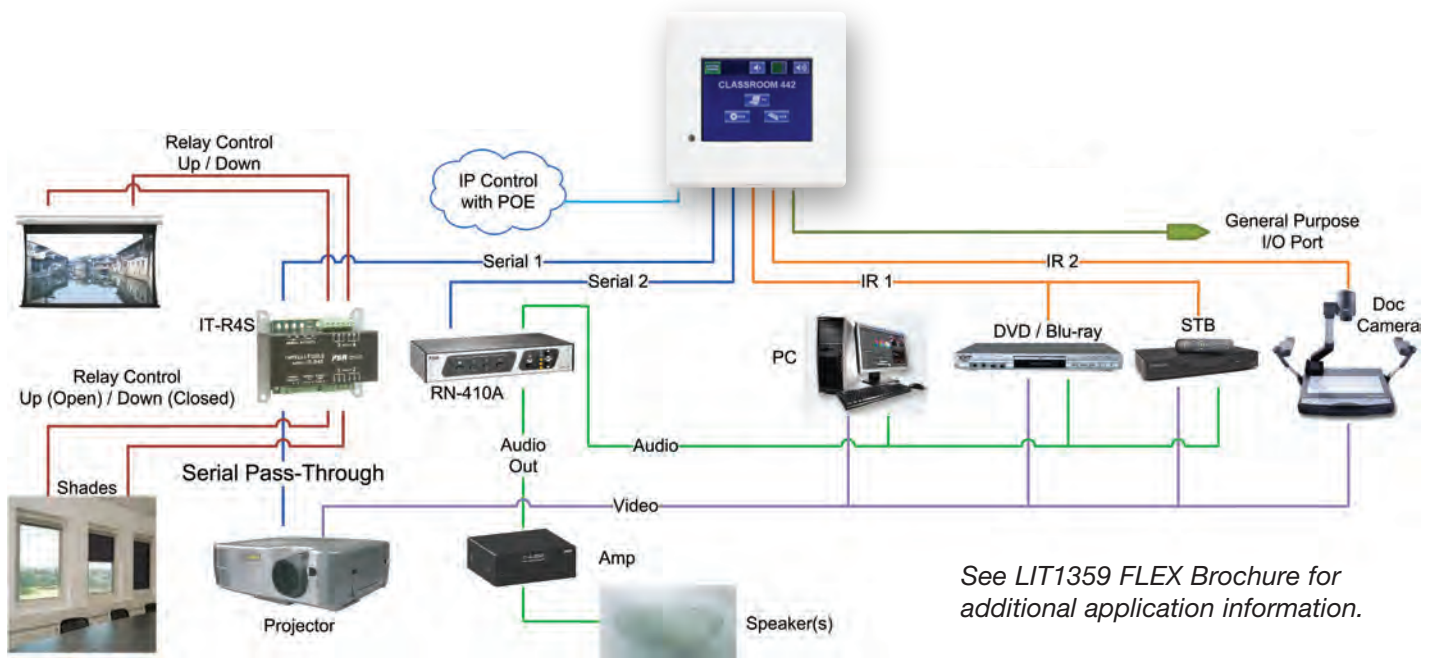 CLASSROOM 442
Relay Control
Up / Down
IP Control
with POE
General Purpose
I/O Port
Serial 1
IR 2
Serial 2
IR 1
IT-R4S
Doc
Camera
DVD / Blu-ray
STB
PC
RN-410A
Relay Control
Up (Open) / Down (Closed)
Audio
Out
Audio
Serial Pass-Through
Shades
Video
Amp
See LIT1359 FLEX Brochure for
additional application information.
Projector
Speaker(s)